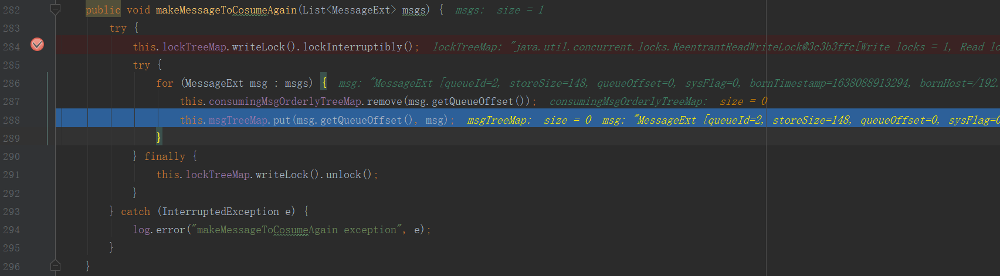 282 public void makeMessageToCosumeAgain(List<MessageExt> msgs) { msgs: size = 1
283 try {
284 this.lockTreeMap.writeLock().lockInterruptibly(); lockTreeMap: "java.util.concurrent.locks.ReentrantReadWriteLock@3c3b3ffc[Write locks = 1, Read lo
285 try {
286 for (MessageExt msg : msgs) { msg: "MessageExt [queueId=2, storeSize=148, queueOffset=0, sysFlag=0, bornTimestamp=1638088913294, bornHost=/192.
287 this.consumingMsgOrderlyTreeMap.remove(msg.getQueueOffset()); consumingMsgOrderlyTreeMap: size = 0
288 this.msgTreeMap.put(msg.getQueueOffset(), msg); msgTreeMap: size = 0 msg: "MessageExt [queueId=2, storeSize=148, queueOffset=0, sysFlag=0
289 }
290 } finally {
291 this.lockTreeMap.writeLock().unlock();
292 }
293 } catch (InterruptedException e) {
294 log.error("makeMessageToCosumeAgain exception", e);
295 }
296 }